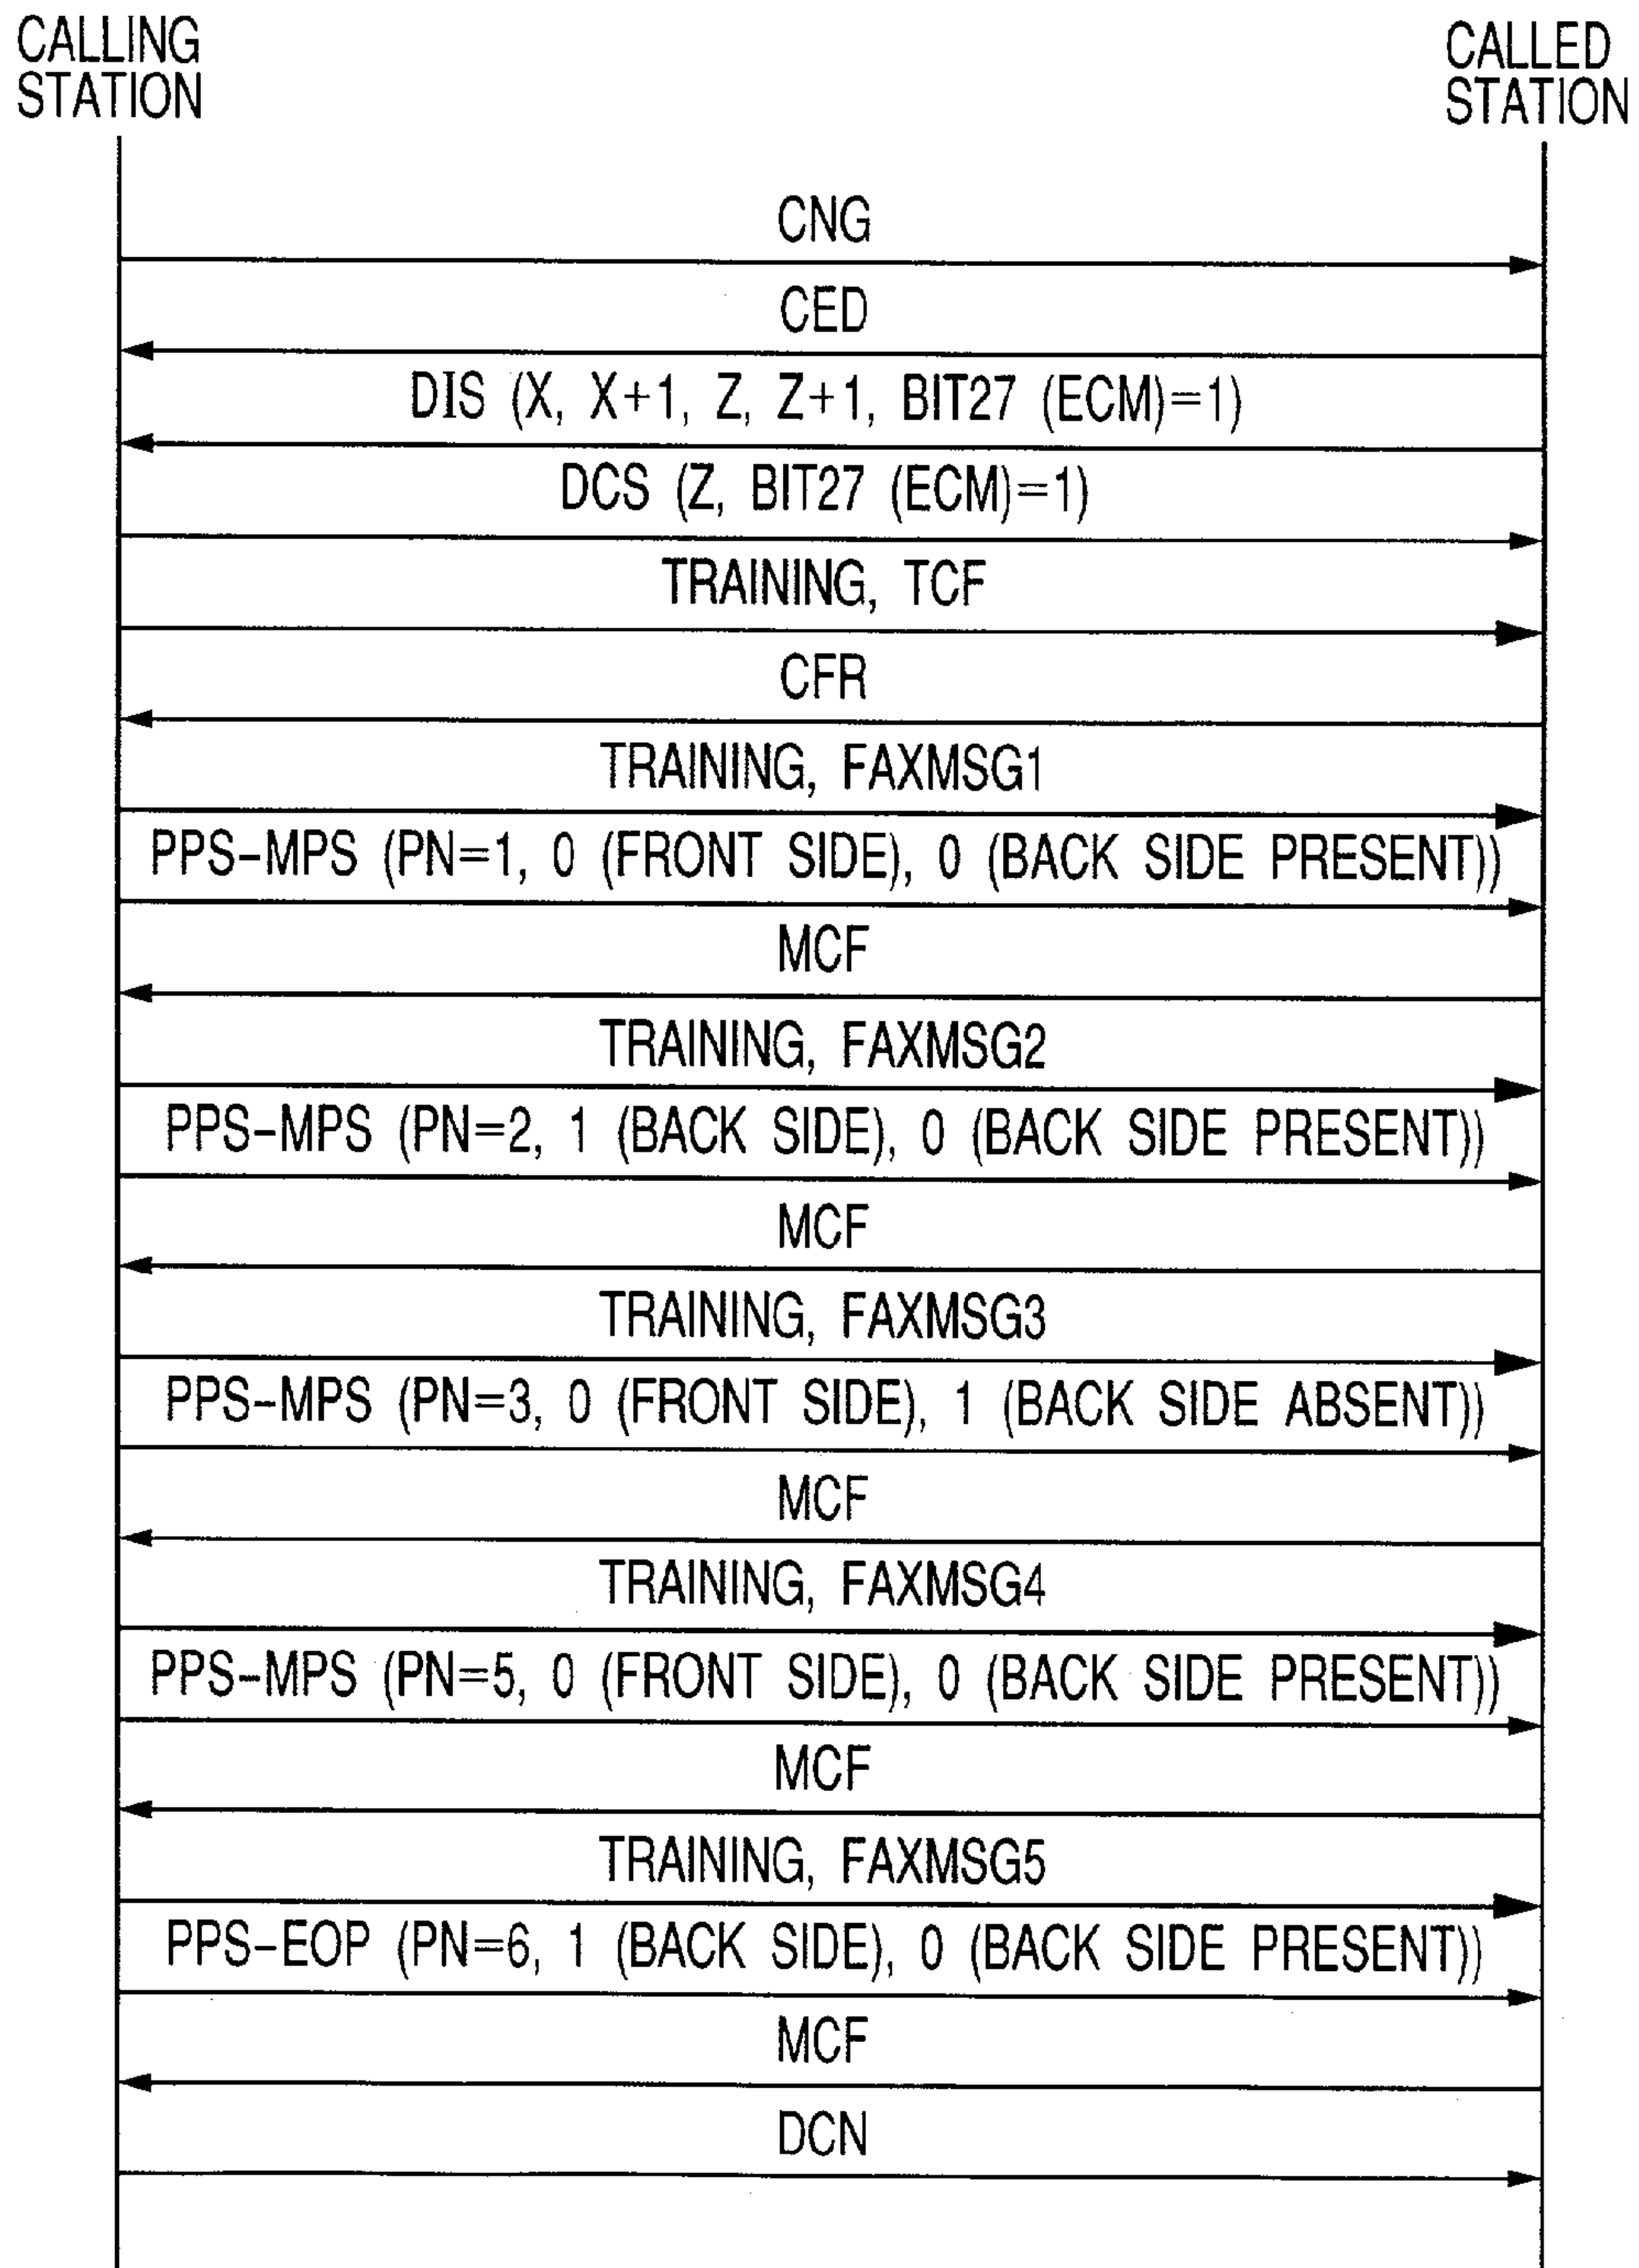 CALLING
STATION
CALLED
STATION
CNG
CED
DIS (X, X+1, Z, Z+1, BIT27 (ECM)=1)
DCS (Z, BIT27 (ECM)=1)
TRAINING, TCF
CFR
TRAINING, FAXMSG1
PPS-MPS (PN=1, 0 (FRONT SIDE), 0 (BACK SIDE PRESENT))
MCF
TRAINING, FAXMSG2
PPS-MPS (PN=2, 1 (BACK SIDE), 0 (BACK SIDE PRESENT))
MCF
TRAINING, FAXMSG3
PPS-MPS (PN=3, 0 (FRONT SIDE), 1 (BACK SIDE ABSENT))
MCF
TRAINING, FAXMSG4
PPS-MPS (PN=5, 0 (FRONT SIDE), 0 (BACK SIDE PRESENT))
MCF
TRAINING, FAXMSG5
PPS-EOP (PN=6, 1 (BACK SIDE), 0 (BACK SIDE PRESENT))
MCF
DCN